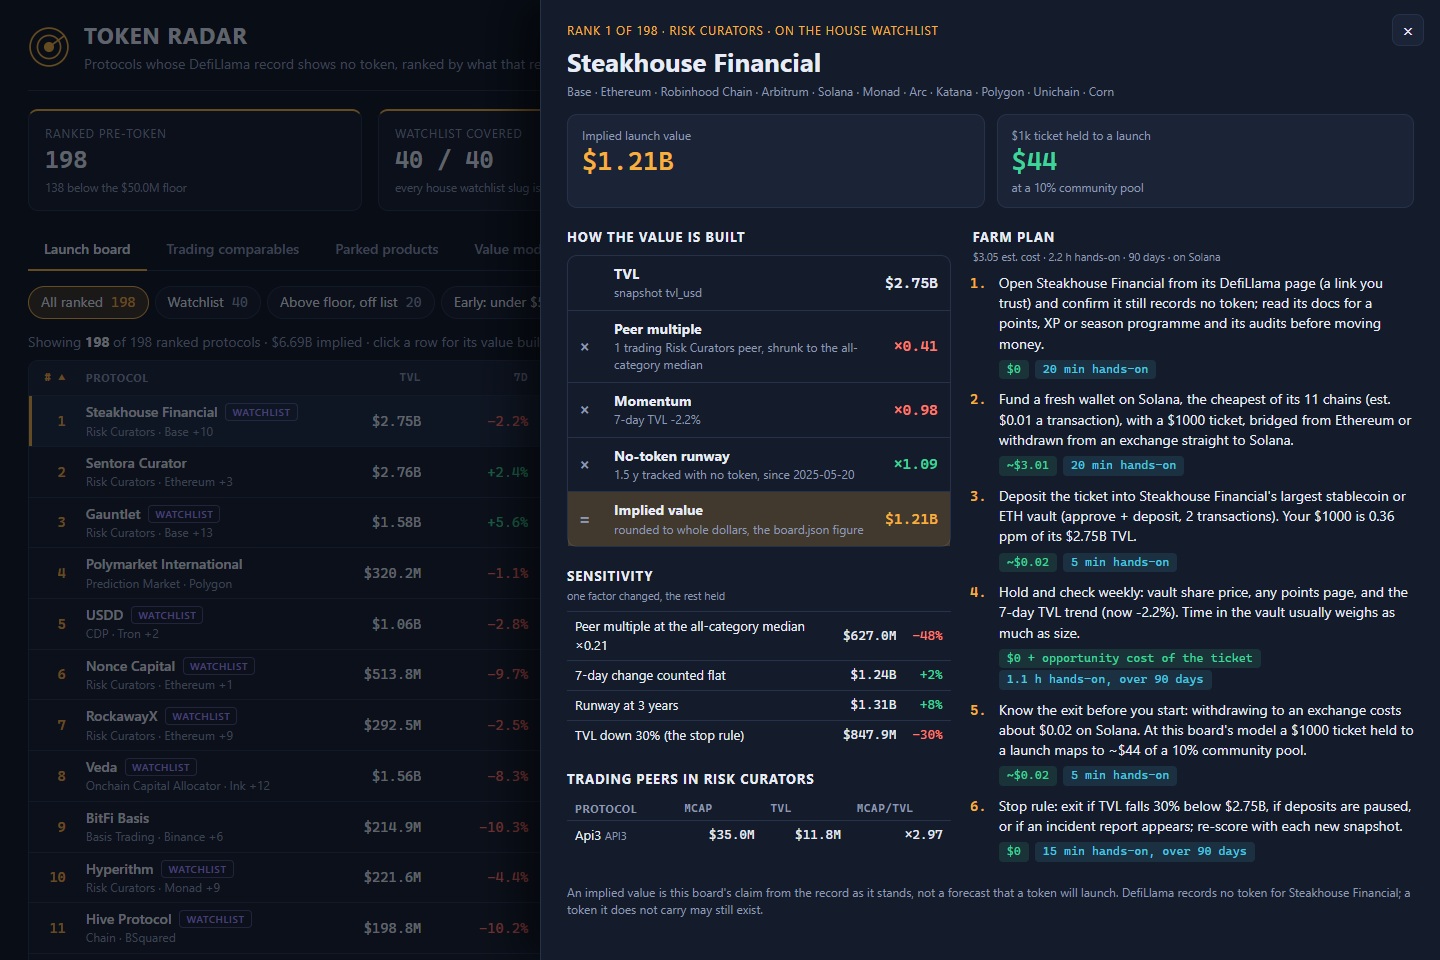 TOKEN RADAR
Protocols whose DefiLlama record shows no token, ranked by what that re
RANKED PRE-TOKEN
198
138 below the $50.0M floor
WATCHLIST COVERED
40 / 40
every house watchlist slug is
Launch board
Trading comparables
Parked products
Value mod
All ranked 198
Watchlist 40
Above floor, off list 20
Early: under $5
Showing 198 of 198 ranked protocols · $6.69B implied · click a row for its value buil
# ▲ PROTOCOL TVL 7D
1 Steakhouse Financial WATCHLIST $2.75B −2.2%
Risk Curators · Base +10
2 Sentora Curator $2.76B +2.4%
Risk Curators · Ethereum +3
3 Gauntlet WATCHLIST $1.58B +5.6%
Risk Curators · Base +13
4 Polymarket International $320.2M −1.1%
Prediction Market · Polygon
5 USDD WATCHLIST $1.06B −2.8%
CDP · Tron +2
6 Nonce Capital WATCHLIST $513.8M −9.7%
Risk Curators · Ethereum +1
7 RockawayX WATCHLIST $292.5M −2.5%
Risk Curators · Ethereum +9
8 Veda WATCHLIST $1.56B −8.3%
Onchain Capital Allocator · Ink +12
9 BitFi Basis $214.9M −10.3%
Basis Trading · Binance +6
10 Hyperithm WATCHLIST $221.6M −4.4%
Risk Curators · Monad +9
11 Hive Protocol WATCHLIST $198.8M −10.2%
Chain · BSquared
RANK 1 OF 198 · RISK CURATORS · ON THE HOUSE WATCHLIST
×
Steakhouse Financial
Base · Ethereum · Robinhood Chain · Arbitrum · Solana · Monad · Arc · Katana · Polygon · Unichain · Corn
Implied launch value
$1.21B
$1k ticket held to a launch
$44
at a 10% community pool
HOW THE VALUE IS BUILT
TVL $2.75B
snapshot tvl_usd
× Peer multiple ×0.41
1 trading Risk Curators peer, shrunk to the all-
category median
× Momentum ×0.98
7-day TVL -2.2%
× No-token runway ×1.09
1.5 y tracked with no token, since 2025-05-20
= Implied value $1.21B
rounded to whole dollars, the board.json figure
SENSITIVITY
one factor changed, the rest held
Peer multiple at the all-category median $627.0M −48%
×0.21
7-day change counted flat $1.24B +2%
Runway at 3 years $1.31B +8%
TVL down 30% (the stop rule) $847.9M −30%
TRADING PEERS IN RISK CURATORS
PROTOCOL MCAP TVL MCAP/TVL
Api3 API3 $35.0M $11.8M ×2.97
FARM PLAN
$3.05 est. cost · 2.2 h hands-on · 90 days · on Solana
1. Open Steakhouse Financial from its DefiLlama page (a link you
trust) and confirm it still records no token; read its docs for a
points, XP or season programme and its audits before moving
money.
$0 20 min hands-on
2. Fund a fresh wallet on Solana, the cheapest of its 11 chains (est.
$0.01 a transaction), with a $1000 ticket, bridged from Ethereum or
withdrawn from an exchange straight to Solana.
~$3.01 20 min hands-on
3. Deposit the ticket into Steakhouse Financial's largest stablecoin or
ETH vault (approve + deposit, 2 transactions). Your $1000 is 0.36
ppm of its $2.75B TVL.
~$0.02 5 min hands-on
4. Hold and check weekly: vault share price, any points page, and the
7-day TVL trend (now -2.2%). Time in the vault usually weighs as
much as size.
$0 + opportunity cost of the ticket
1.1 h hands-on, over 90 days
5. Know the exit before you start: withdrawing to an exchange costs
about $0.02 on Solana. At this board's model a $1000 ticket held to
a launch maps to ~$44 of a 10% community pool.
~$0.02 5 min hands-on
6. Stop rule: exit if TVL falls 30% below $2.75B, if deposits are paused,
or if an incident report appears; re-score with each new snapshot.
$0 15 min hands-on, over 90 days
An implied value is this board's claim from the record as it stands, not a forecast that a token will launch. DefiLlama records no token for Steakhouse Financial; a
token it does not carry may still exist.